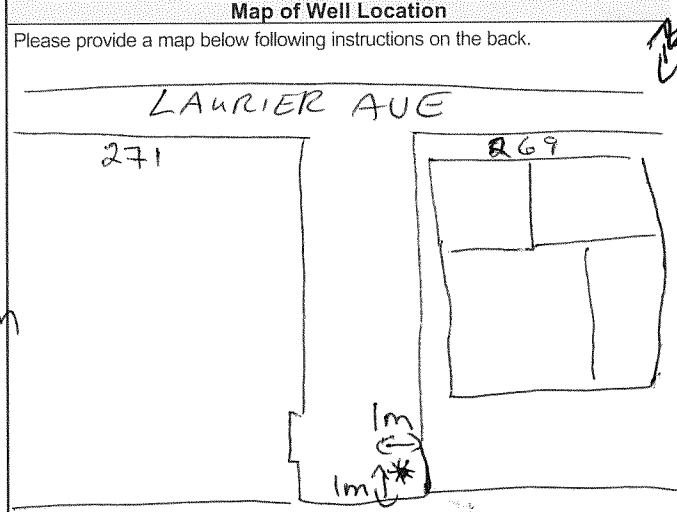 Map of Well Location
Please provide a map below following instructions on the back.
LAURIER AVE
271
269
1m
1m